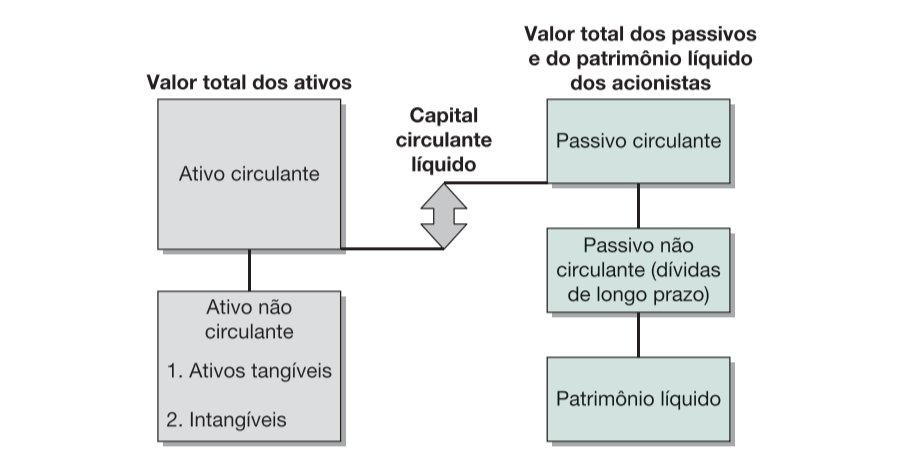 Valor total dos ativos
Ativo circulante
Ativo não
circulante
1. Ativos tangíveis
2. Intangíveis
Capital
circulante
líquido
Valor total dos passivos
e do patrimônio líquido
dos acionistas
Passivo circulante
Passivo não
circulante (dívidas
de longo prazo)
Patrimônio líquido